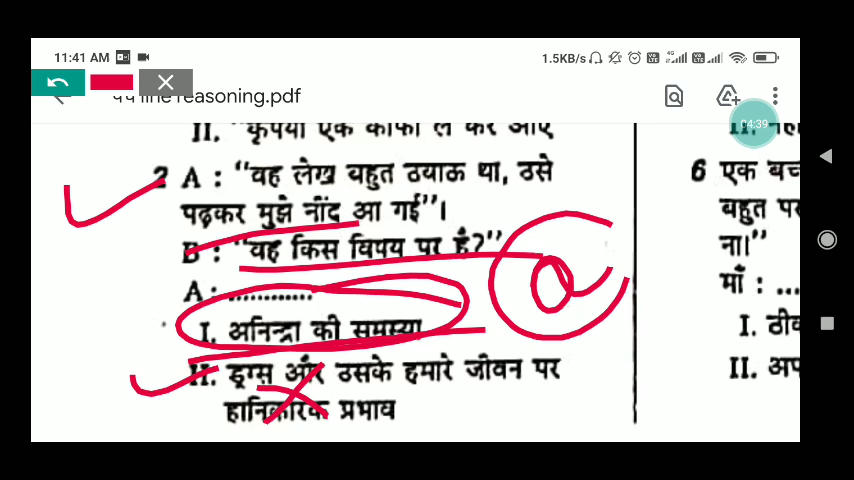 11:41 AM
1.5KB/s
line reasoning.pdf
04:39
II. "कृपया एक कॉफी ले कर आएं
2 A : "वह लेख बहुत उबाऊ था, उसे
पढ़कर मुझे नींद आ गई"।
B : "वह किस विषय पर है?"
A : ............
I. अनिन्द्रा की समस्या
II. ड्रग्स और उसके हमारे जीवन पर
हानिकारक प्रभाव
6 एक
बहुत
ना।"
माँ : ...
I.
II.